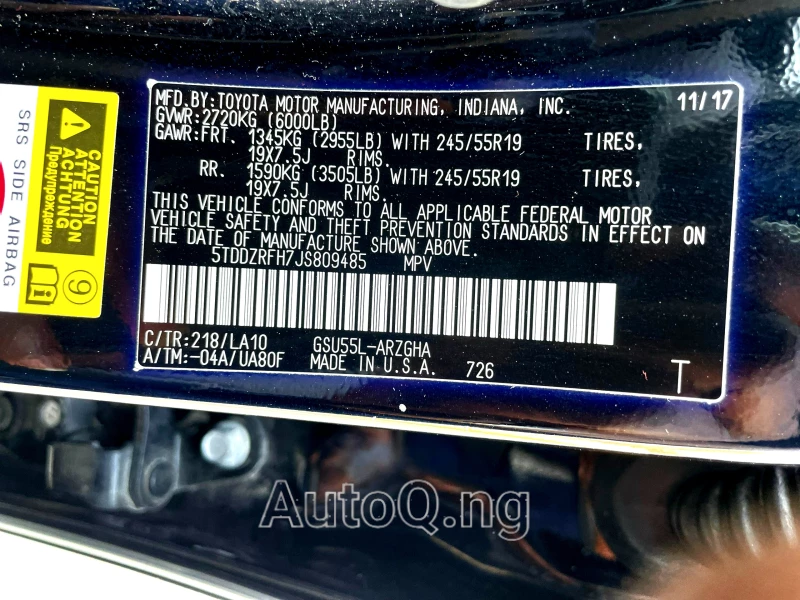 MFD.BY:TOYOTA MOTOR MANUFACTURING, INDIANA, INC. 11/17
GVWR:2720KG (6000LB)
GAWR:FRT. 1345KG (2955LB) WITH 245/55R19 TIRES,
19X7.5J RIMS.
RR. 1590KG (3505LB) WITH 245/55R19 TIRES,
19X7.5J RIMS.
THIS VEHICLE CONFORMS TO ALL APPLICABLE FEDERAL MOTOR
VEHICLE SAFETY AND THEFT PREVENTION STANDARDS IN EFFECT ON
THE DATE OF MANUFACTURE SHOWN ABOVE.
5TDDZRFH7JS809485 MPV
C/TR:218/LA10 GSU55L-ARZGHA
A/TM:-04A/UA80F MADE IN U.S.A. 726 T
CAUTION
ATTENTION
ACHTUNG
Предупреждение
9
SRS SIDE AIRBAG
AutoQ.ng